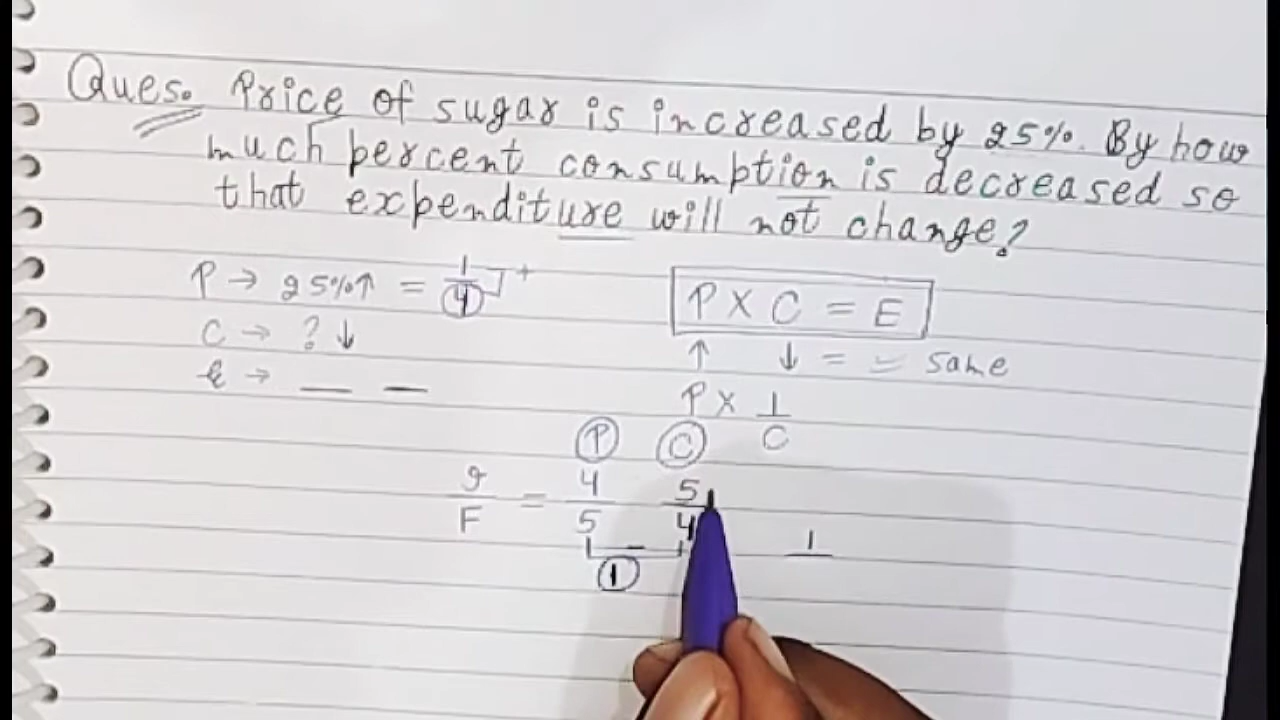 Ques. Price of sugar is increased by 25%. By how
much percent consumption is decreased so
that expenditure will not change?
P → 25%↑ = 1/4 +
P X C = E
C → ? ↓
↑ ↓ = = same
E → — —
P X 1/C
P C
I/F = 4/5 5/4
1
1